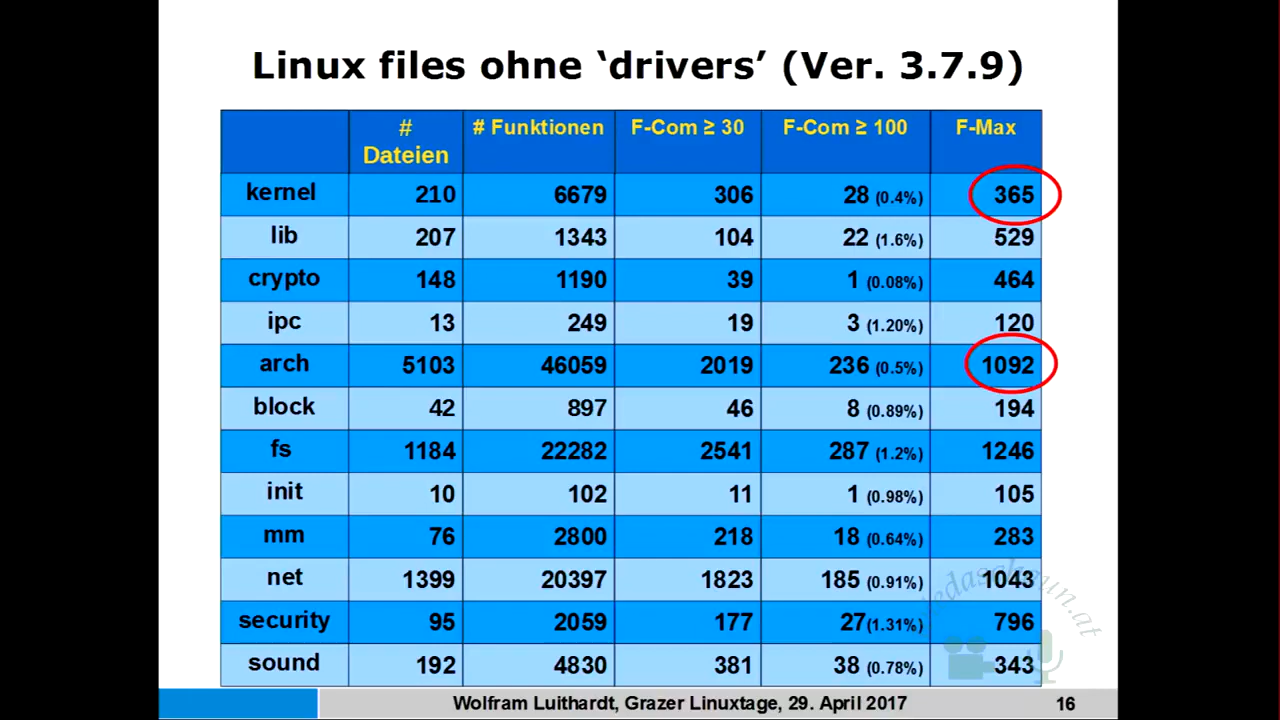 Linux files ohne ‘drivers’ (Ver. 3.7.9)
# Dateien # Funktionen F-Com ≥ 30 F-Com ≥ 100 F-Max
kernel 210 6679 306 28 (0.4%) 365
lib 207 1343 104 22 (1.6%) 529
crypto 148 1190 39 1 (0.08%) 464
ipc 13 249 19 3 (1.20%) 120
arch 5103 46059 2019 236 (0.5%) 1092
block 42 897 46 8 (0.89%) 194
fs 1184 22282 2541 287 (1.2%) 1246
init 10 102 11 1 (0.98%) 105
mm 76 2800 218 18 (0.64%) 283
net 1399 20397 1823 185 (0.91%) 1043
security 95 2059 177 27(1.31%) 796
sound 192 4830 381 38 (0.78%) 343
Wolfram Luithardt, Grazer Linuxtage, 29. April 2017 16